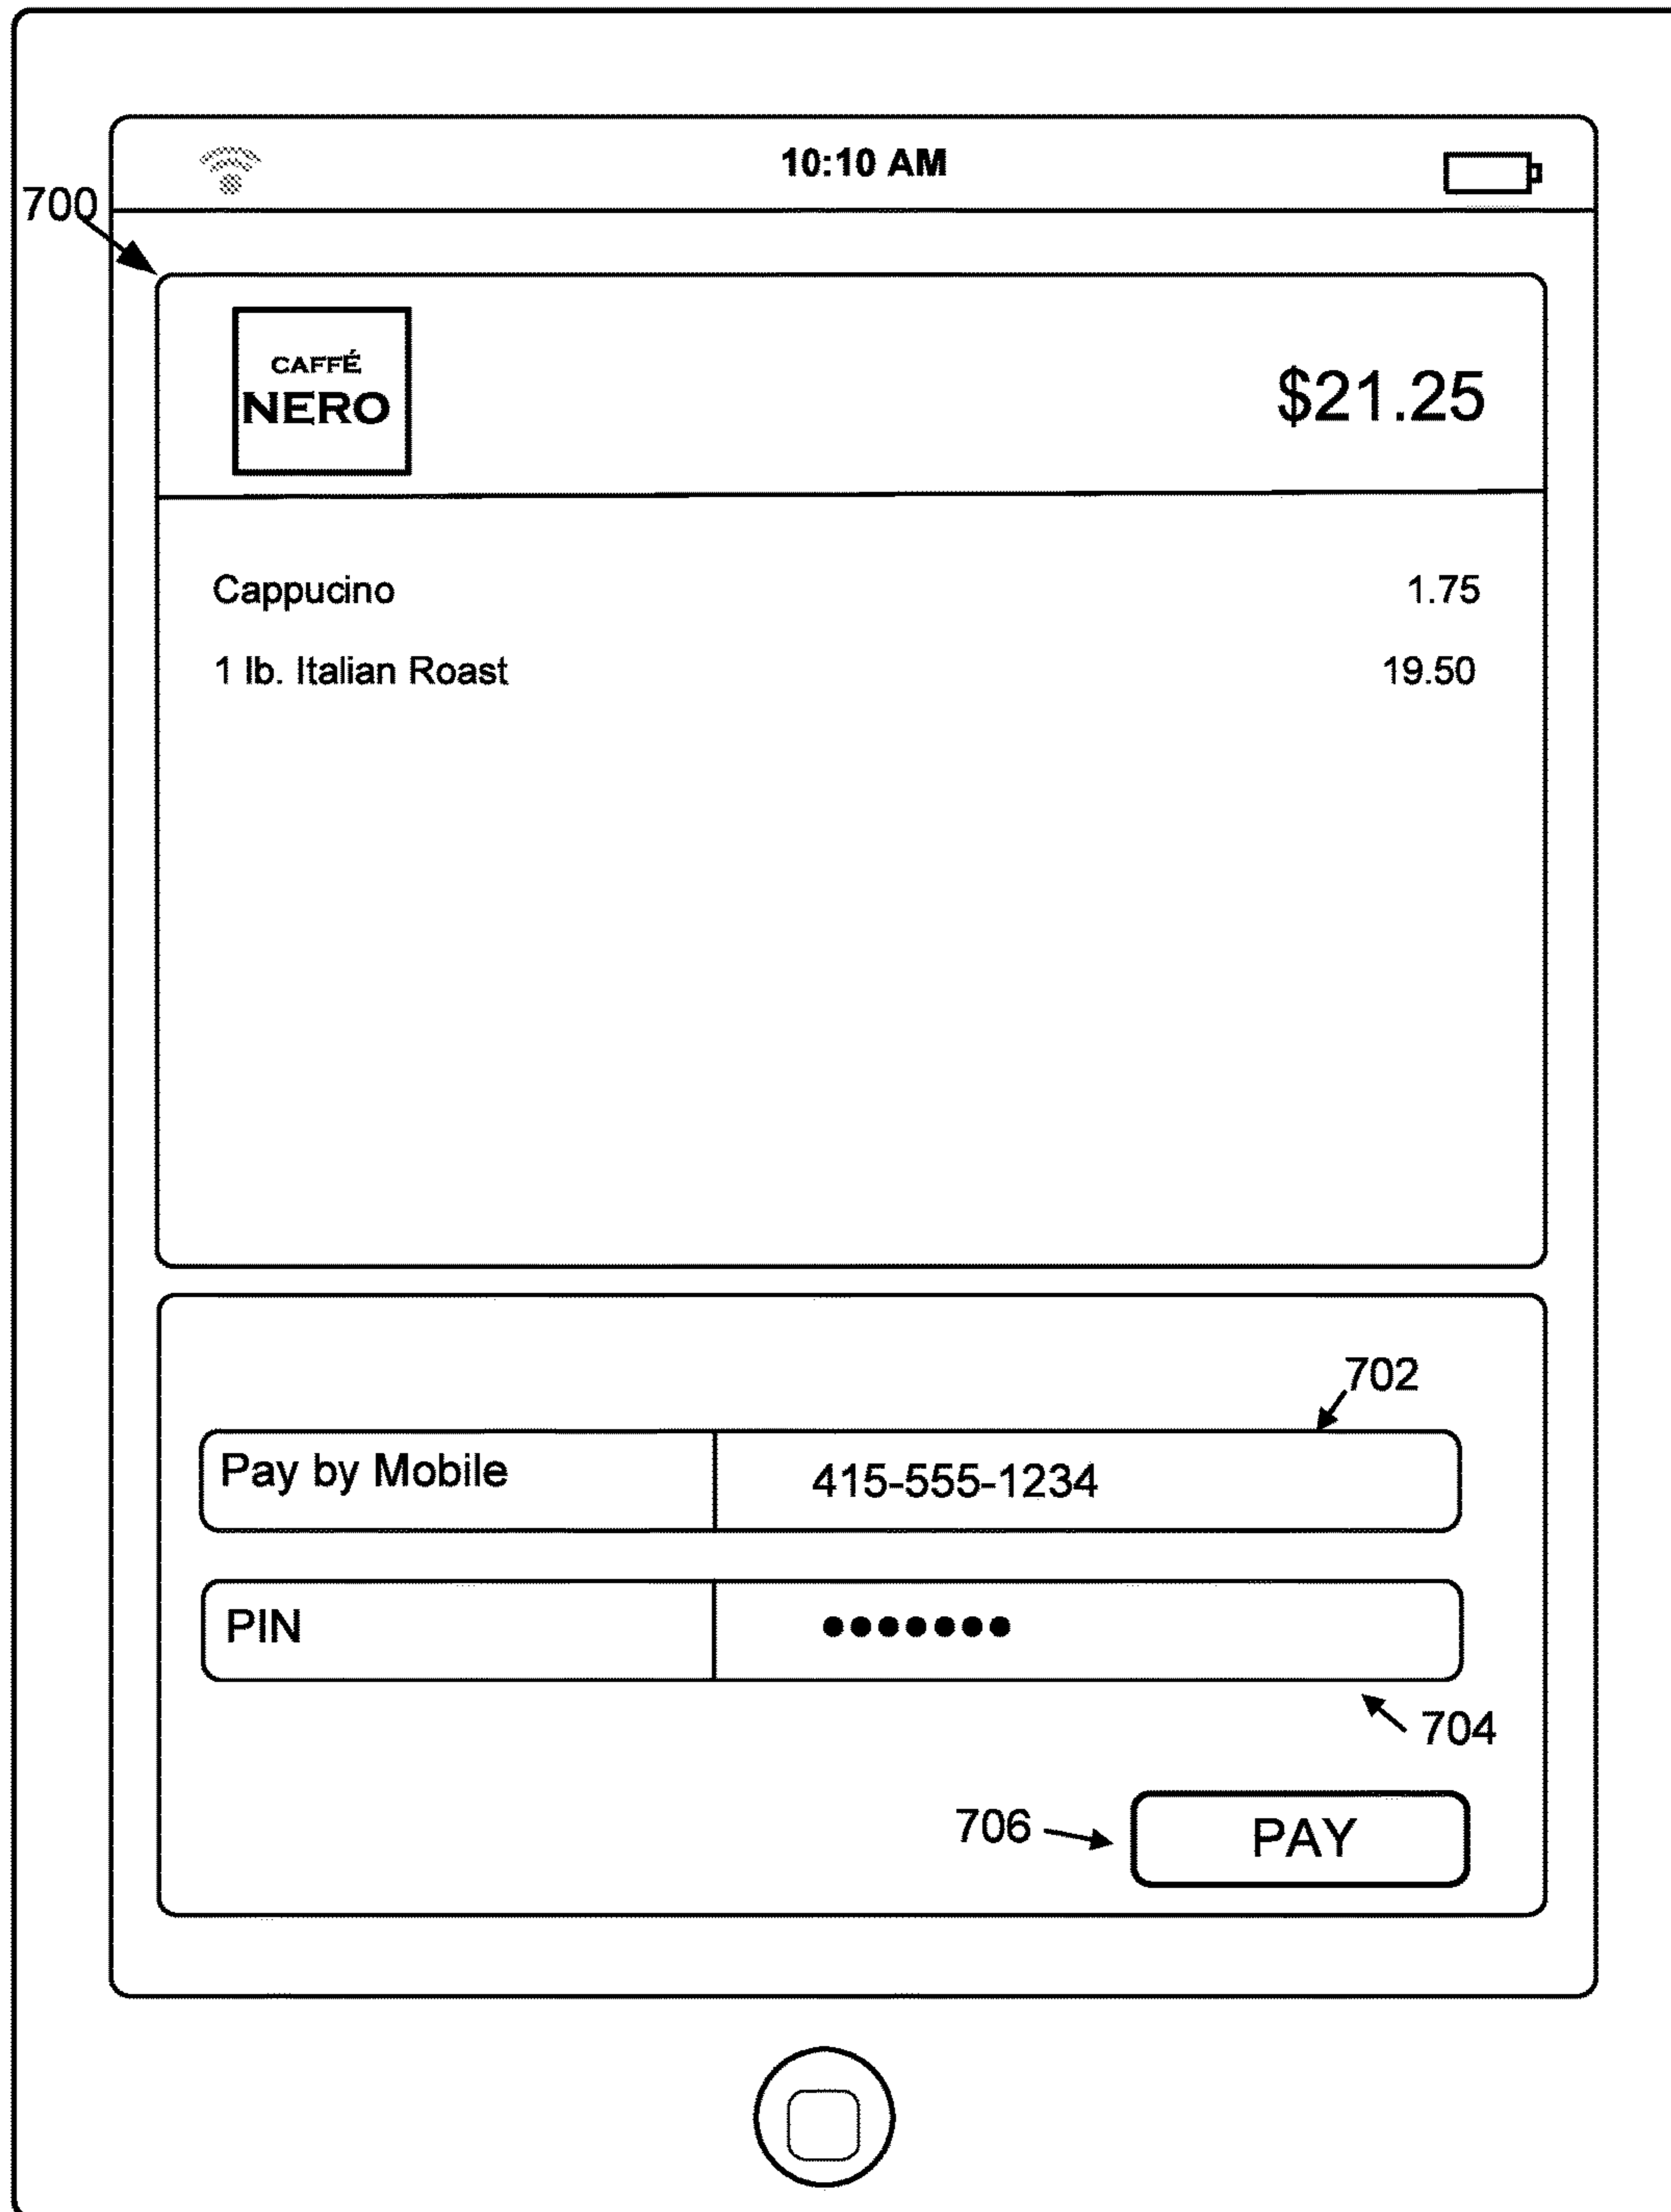 10:10 AM
700
CAFFÉ
NERO
$21.25
Cappucino 1.75
1 lb. Italian Roast 19.50
702
Pay by Mobile 415-555-1234
PIN •••••••
704
706 PAY